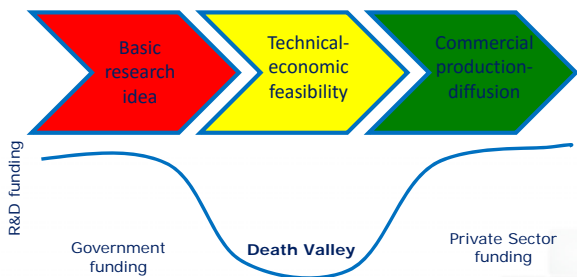 Basic
research
idea
Technical-
economic
feasibility
Commercial
production-
diffusion
R&D funding
Government
funding
Death Valley
Private Sector
funding